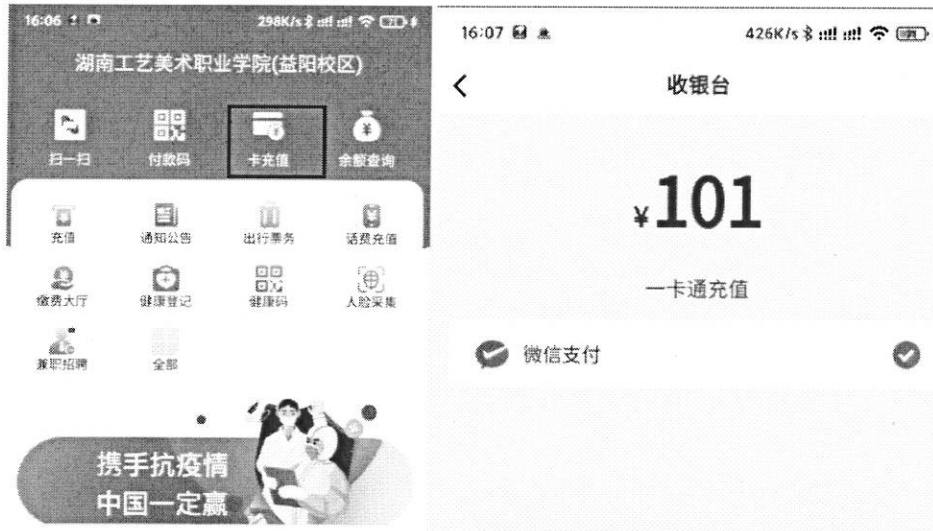 16:06
298K/s
湖南工艺美术职业学院(益阳校区)
扫一扫
付款码
卡充值
余额查询
充值
通知公告
出行票务
话费充值
缴费大厅
健康登记
健康码
人脸采集
兼职招聘
全部
携手抗疫情
中国一定赢
16:07
426K/s
收银台
¥101
一卡通充值
微信支付